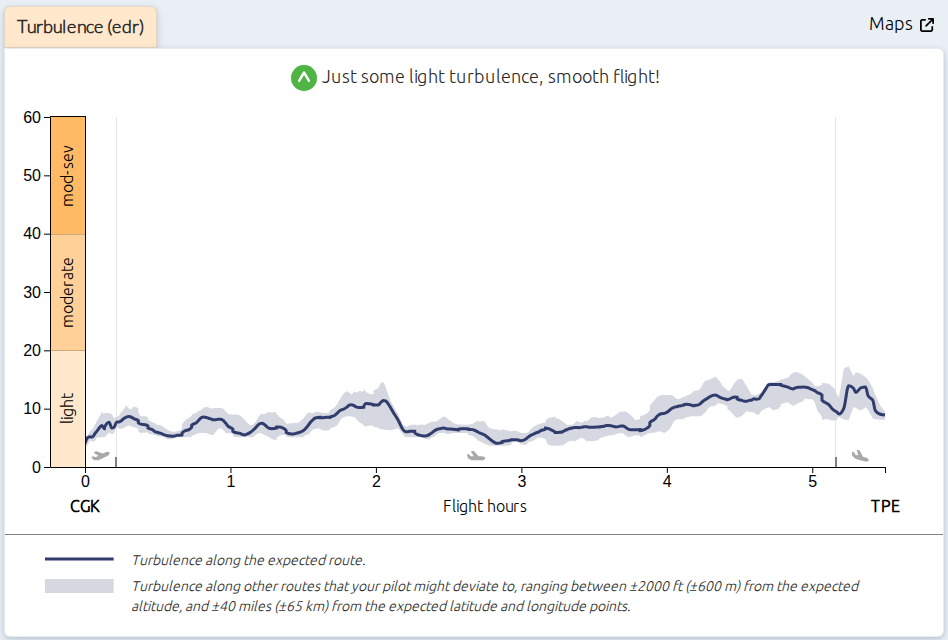 Turbulence (edr)
Maps
Just some light turbulence, smooth flight!
60
50
40
30
20
10
0
mod-sev
moderate
light
0 1 2 3 4 5
CGK Flight hours TPE
Turbulence along the expected route.
Turbulence along other routes that your pilot might deviate to, ranging between ±2000 ft (±600 m) from the expected
altitude, and ±40 miles (±65 km) from the expected latitude and longitude points.